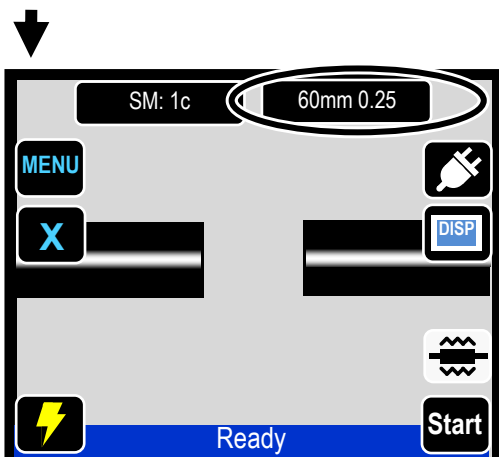 SM: 1c
60mm 0.25
MENU
X
DISP
Start
Ready